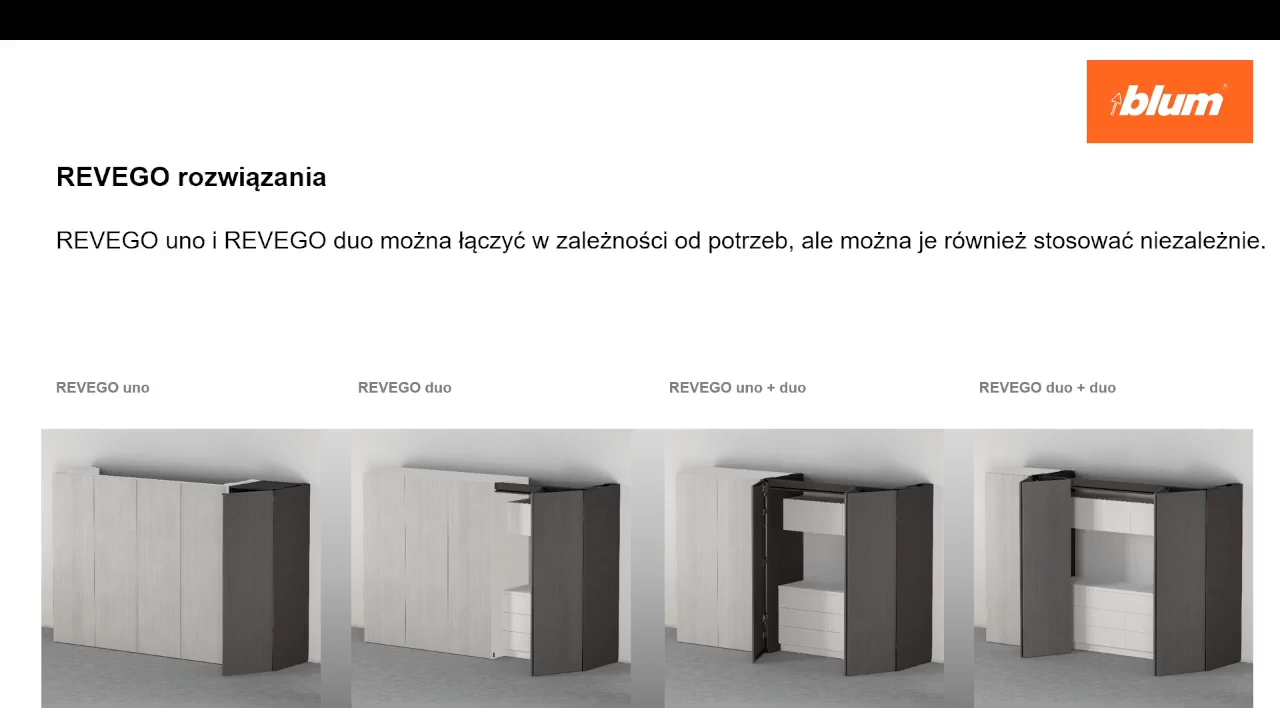 blum
REVEGO rozwiązania
REVEGO uno i REVEGO duo można łączyć w zależności od potrzeb, ale można je również stosować niezależnie.
REVEGO uno
REVEGO duo
REVEGO uno + duo
REVEGO duo + duo